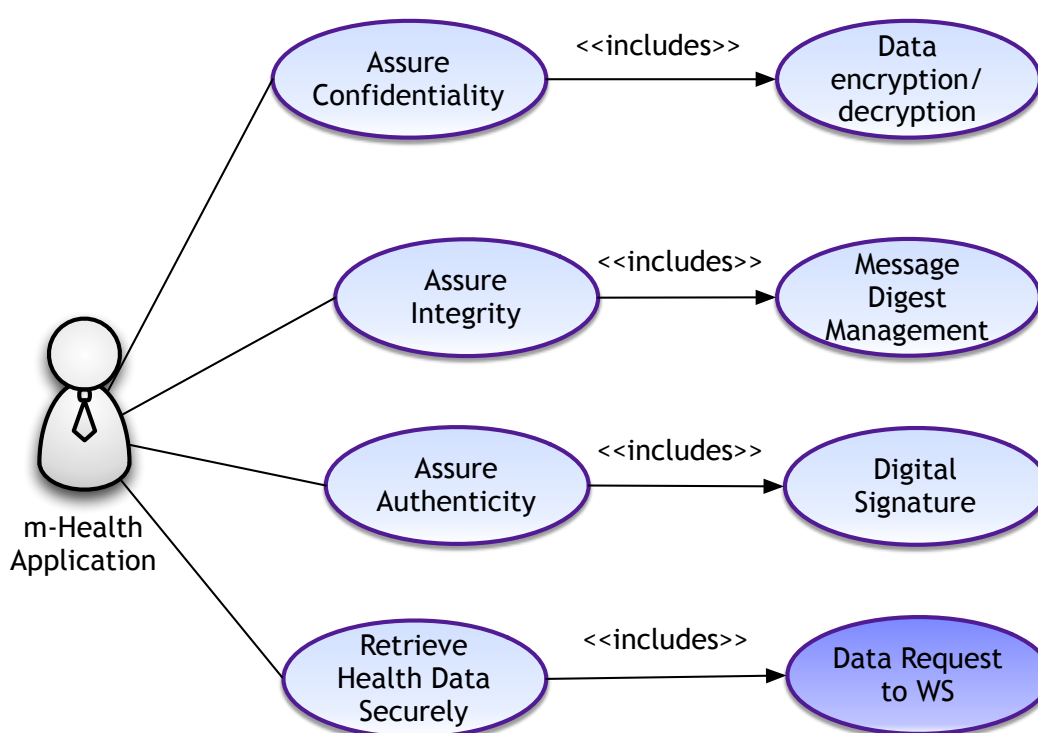 Assure
Confidentiality
<<includes>>
Data
encryption/
decryption
Assure
Integrity
<<includes>>
Message
Digest
Management
Assure
Authenticity
<<includes>>
Digital
Signature
m-Health
Application
Retrieve
Health Data
Securely
<<includes>>
Data Request
to WS